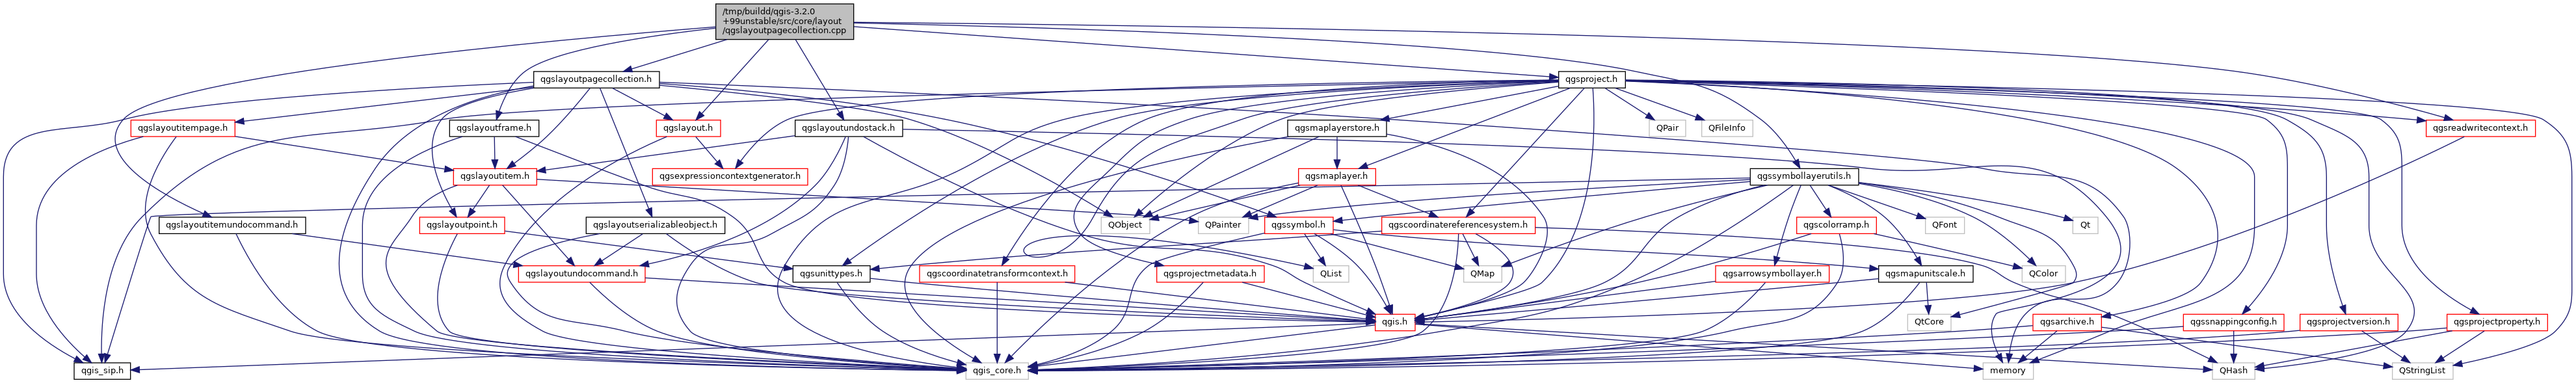 /tmp/buildd/qgis-3.2.0
+99unstable/src/core/layout
/qgslayoutpagecollection.cpp
qgslayoutpagecollection.h
qgsproject.h
qgslayoutitempage.h
qgslayoutframe.h
qgslayout.h
qgslayoutundostack.h
qgsmaplayerstore.h
QPair
QFileInfo
qgsreadwritecontext.h
qgslayoutitem.h
qgsexpressioncontextgenerator.h
qgsmaplayer.h
qgssymbollayerutils.h
qgslayoutitemundocommand.h
qgslayoutpoint.h
qgslayoutserializableobject.h
QObject
QPainter
qgssymbol.h
qgscoordinatereferencesystem.h
qgscolorramp.h
QFont
Qt
qgslayoutundocommand.h
qgsunittypes.h
qgscoordinatetransformcontext.h
qgsprojectmetadata.h
QList
QMap
qgsarrowsymbollayer.h
qgsmapunitscale.h
QColor
qgis.h
QtCore
qgsarchive.h
qgssnappingconfig.h
qgsprojectversion.h
qgsprojectproperty.h
qgis_sip.h
qgis_core.h
memory
QHash
QStringList